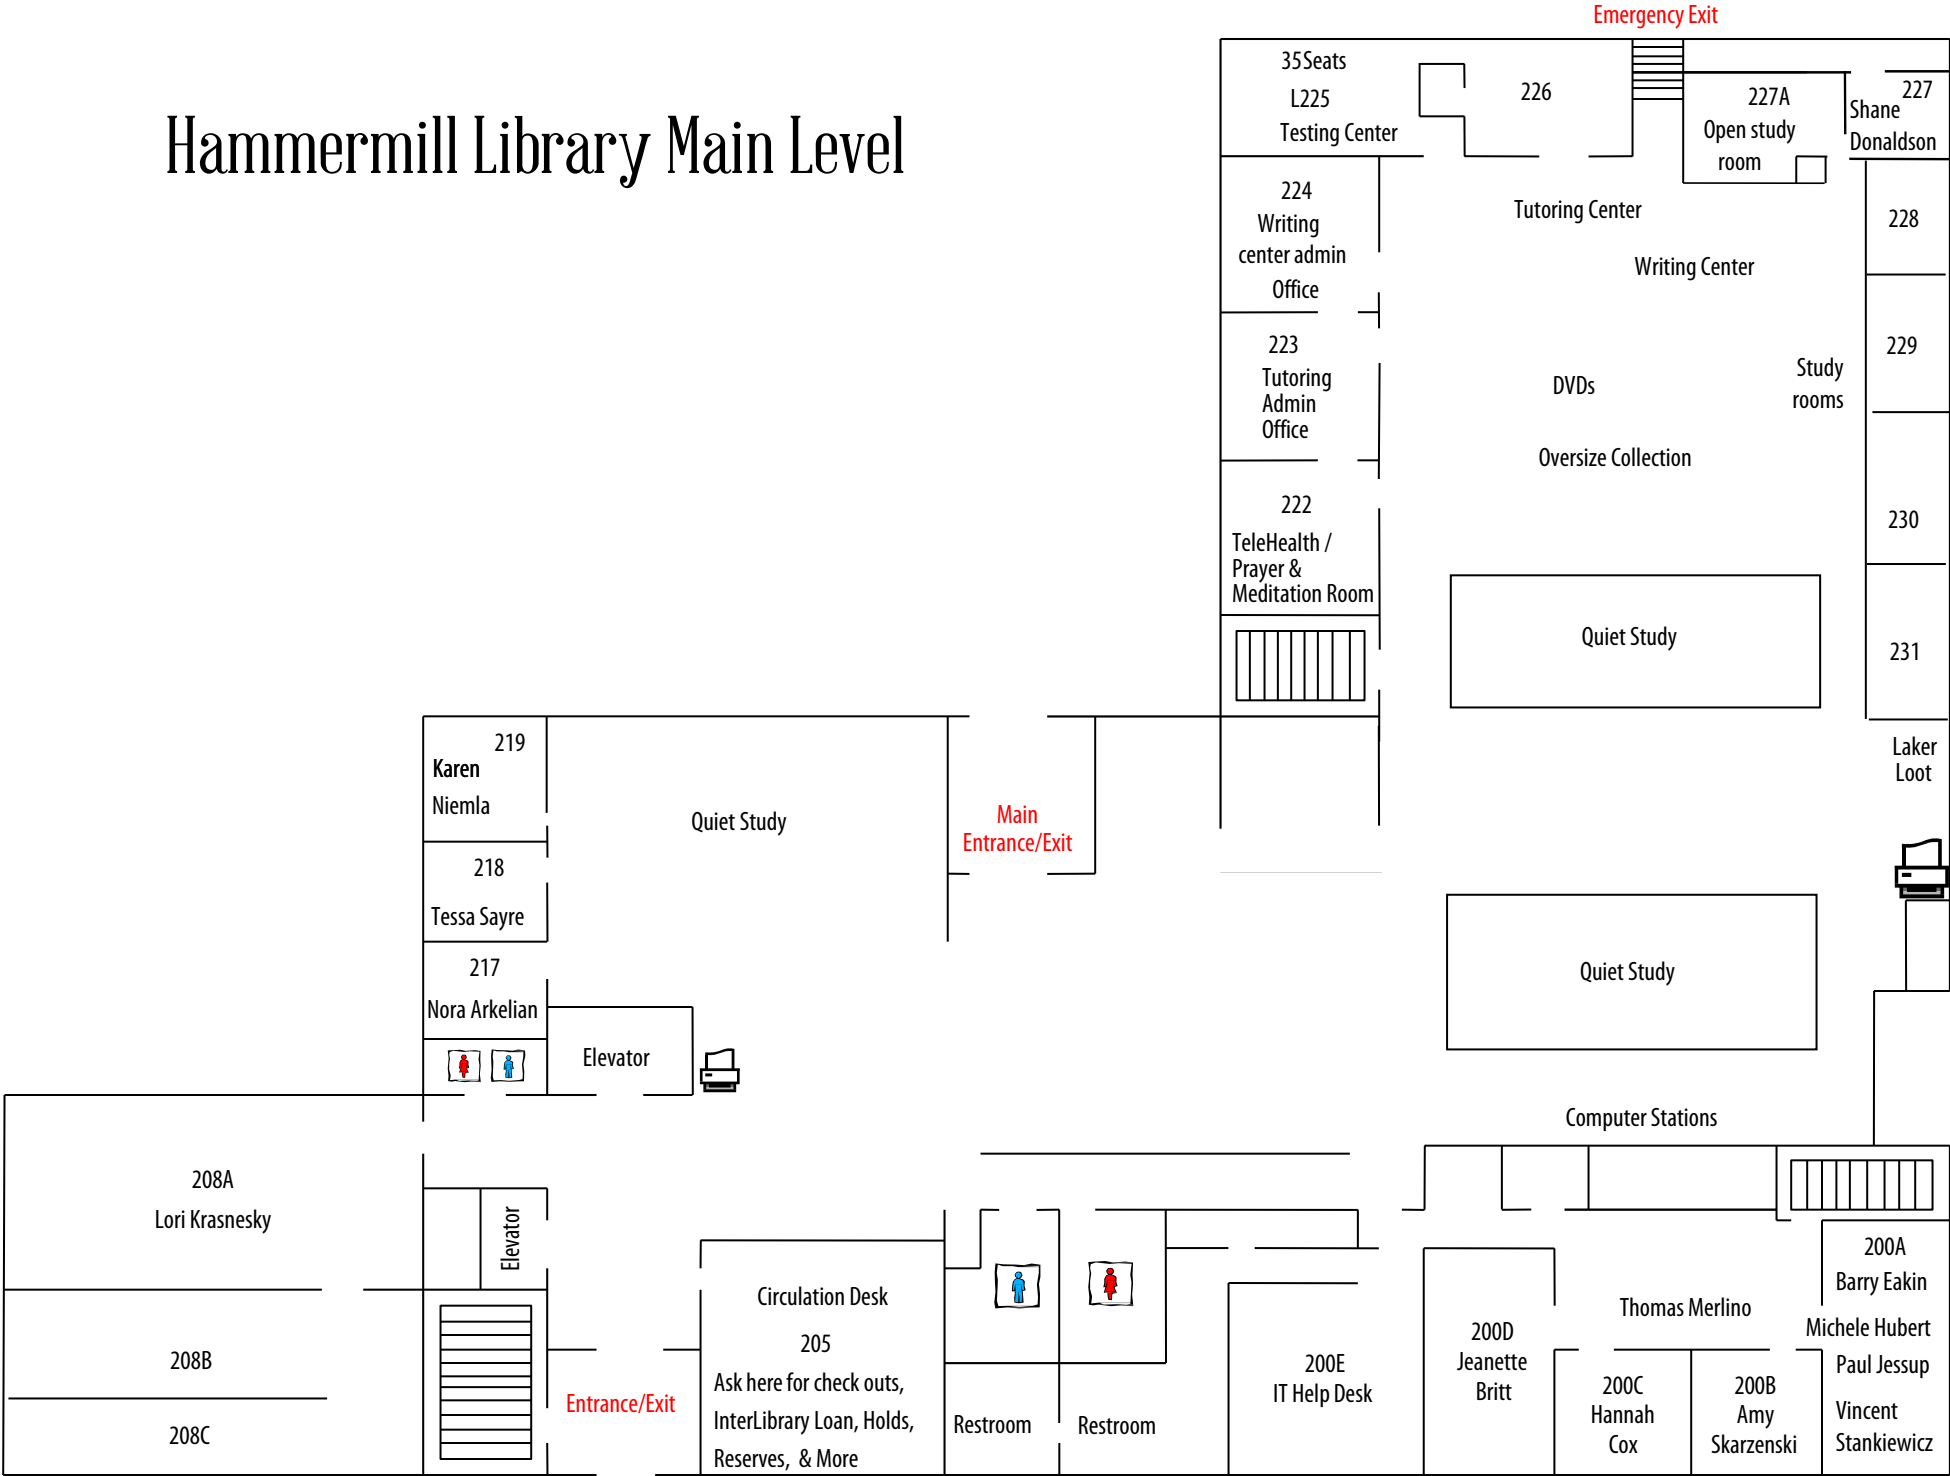 Emergency Exit
Hammermill Library Main Level
35Seats
L225
Testing Center
226
227A
Open study
room
227
Shane
Donaldson
224
Writing
center admin
Office
Tutoring Center
Writing Center
228
223
Tutoring
Admin
Office
DVDs
Study
rooms
229
Oversize Collection
222
TeleHealth /
Prayer &
Meditation Room
230
Quiet Study
231
Laker
Loot
219
Karen
Niemla
Quiet Study
Main
Entrance/Exit
218
Tessa Sayre
217
Nora Arkelian
Elevator
Quiet Study
Computer Stations
208A
Lori Krasnesky
Elevator
208B
208C
Entrance/Exit
Circulation Desk
205
Ask here for check outs,
InterLibrary Loan, Holds,
Reserves, & More
Restroom
Restroom
200E
IT Help Desk
200D
Jeanette
Britt
Thomas Merlino
200C
Hannah
Cox
200B
Amy
Skarzenski
200A
Barry Eakin
Michele Hubert
Paul Jessup
Vincent
Stankiewicz